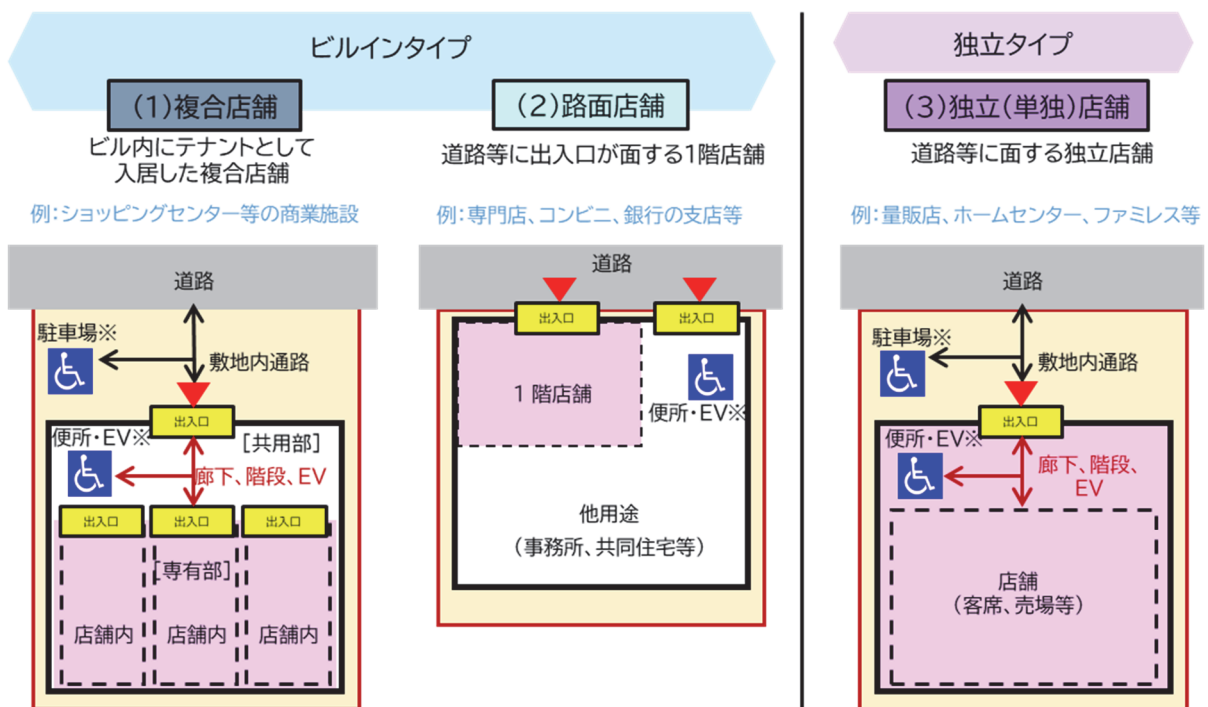 ビルインタイプ
(1)複合店舗
ビル内にテナントとして
入居した複合店舗
例：ショッピングセンター等の商業施設
道路
駐車場※
敷地内通路
出入口
便所・EV※
[共用部]
廊下、階段、EV
出入口
出入口
出入口
[専有部]
店舗内
店舗内
店舗内
(2)路面店舗
道路等に出入口が面する1階店舗
例：専門店、コンビニ、銀行の支店等
道路
出入口
出入口
1階店舗
便所・EV※
他用途
(事務所、共同住宅等)
独立タイプ
(3)独立(単独)店舗
道路等に面する独立店舗
例：量販店、ホームセンター、ファミレス等
道路
駐車場※
敷地内通路
出入口
便所・EV※
廊下、階段、
EV
店舗
(客席、売場等)